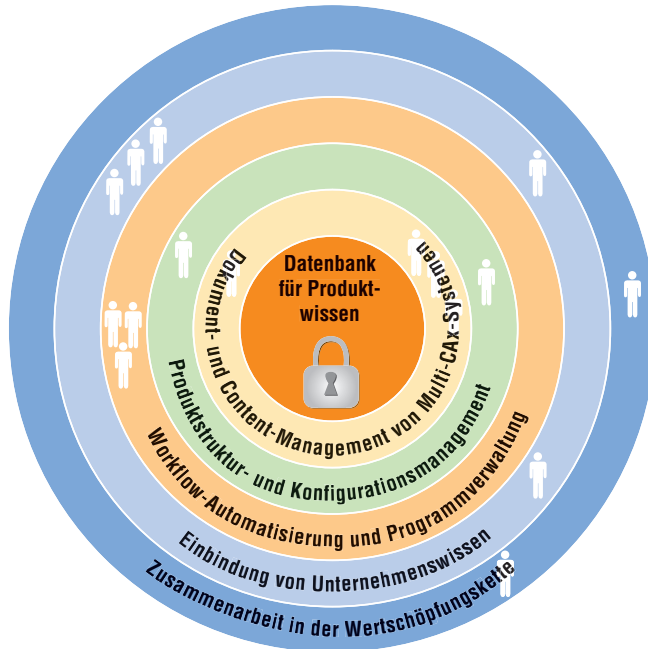 Datenbank
für Produkt-
wissen
Dokument- und Content-Management von Multi-CAx-Systemen
Produktstruktur- und Konfigurationsmanagement
Workflow-Automatisierung und Programmverwaltung
Einbindung von Unternehmenswissen
Zusammenarbeit in der Wertschöpfungskette